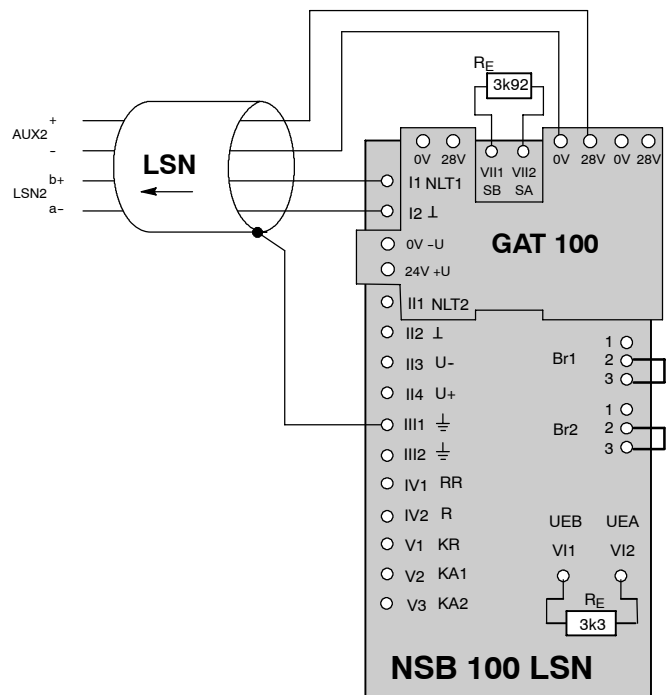 RE
3k92
+
AUX2
-
b+
LSN2
a-
LSN
0V 28V
VII1 VII2
SB SA
0V 28V 0V 28V
I1 NLT1
I2 ⊥
GAT 100
0V -U
24V +U
II1 NLT2
II2 ⊥
II3 U-
II4 U+
III1 ⏚
III2 ⏚
IV1 RR
IV2 R
V1 KR
V2 KA1
V3 KA2
Br1
1
2
3
Br2
1
2
3
UEB UEA
VI1 VI2
RE
3k3
NSB 100 LSN